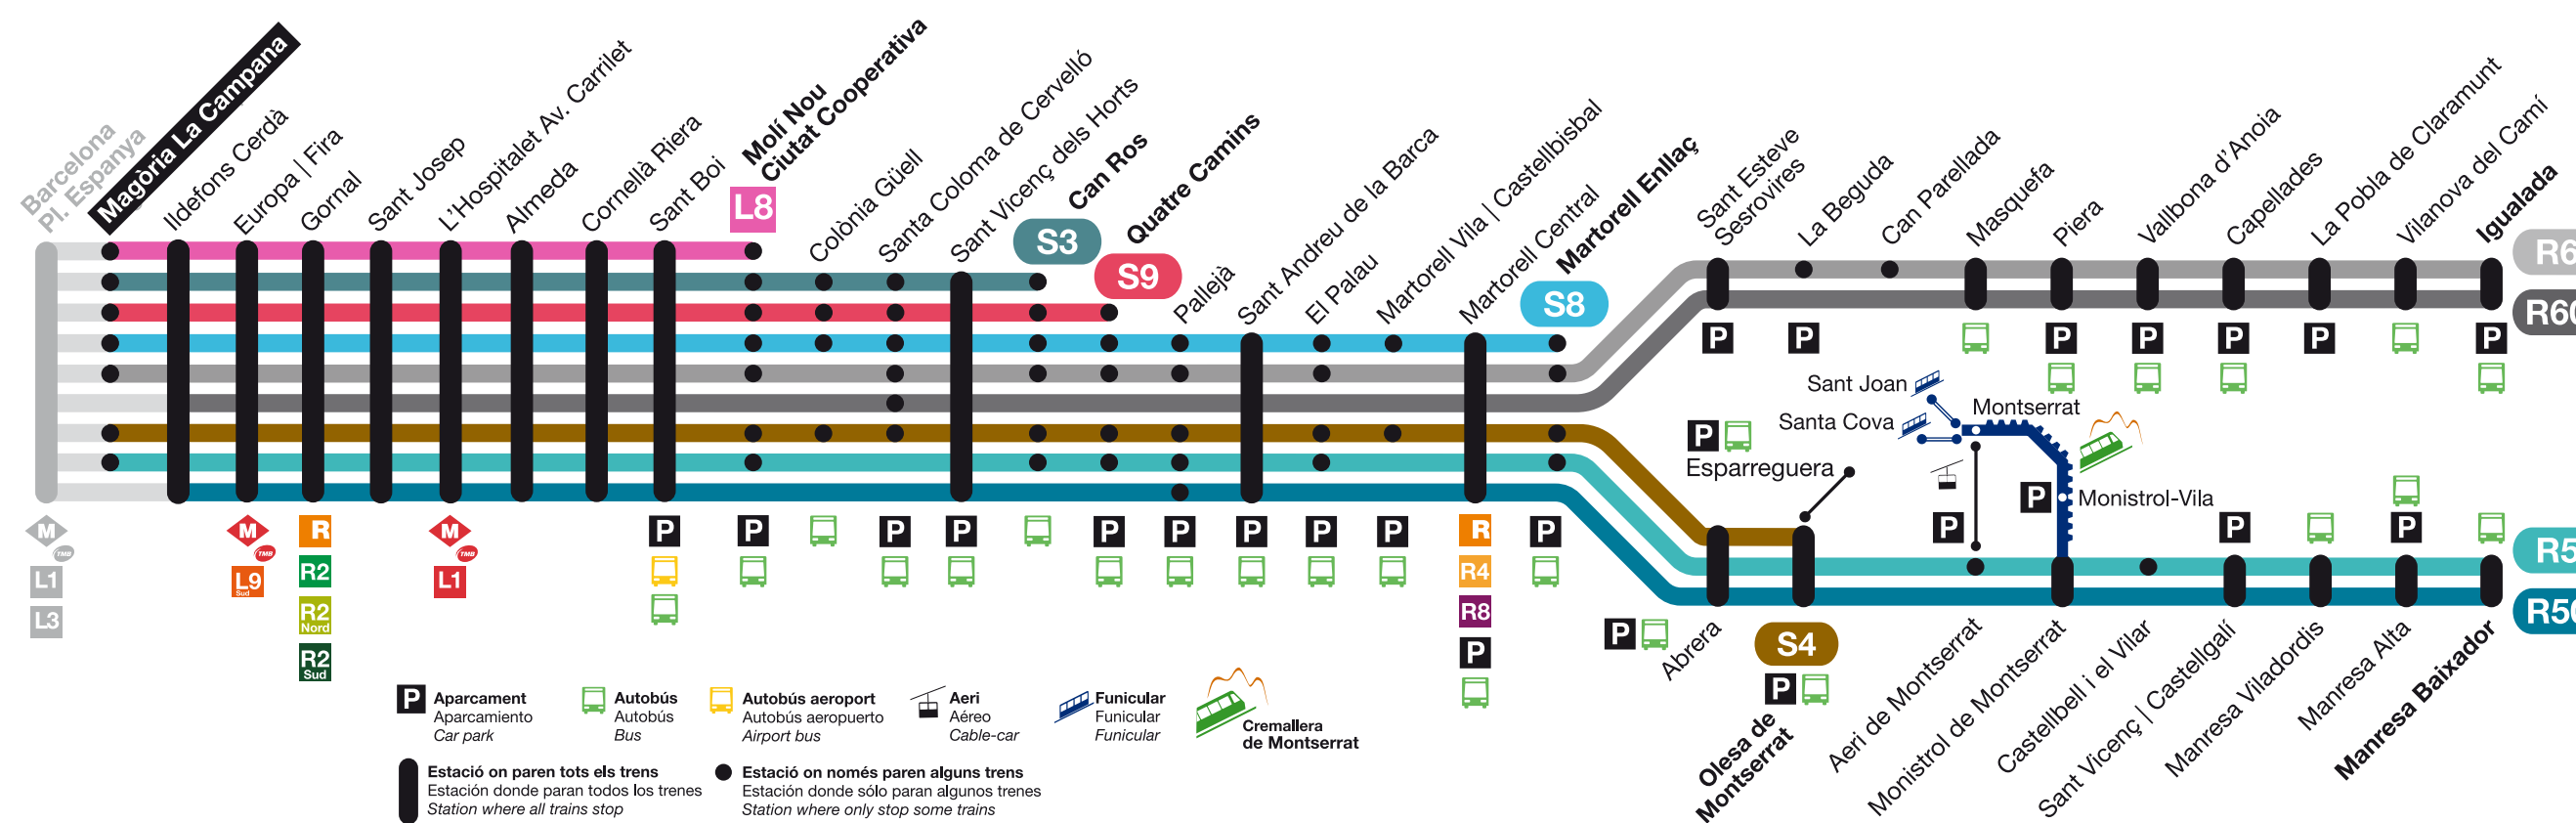 Barcelona
Pl. Espanya
Magòria La Campana
Ildefons Cerdà
Europa | Fira
Gornal
Sant Josep
L'Hospitalet Av. Carrilet
Almeda
Cornellà Riera
Sant Boi
Molí Nou
Ciutat Cooperativa
L8
Colònia Güell
Santa Coloma de Cervelló
Sant Vicenç dels Horts
Can Ros
S3
Quatre Camins
S9
Pallejà
Sant Andreu de la Barca
El Palau
Martorell Vila | Castellbisbal
Martorell Central
Martorell Enllaç
S8
Sant Esteve
Sesrovires
La Beguda
Can Parellada
Masquefa
Piera
Vallbona d'Anoia
Capellades
La Pobla de Claramunt
Vilanova del Camí
Igualada
R6
R60
P
P
P
P
P
P
P
Sant Joan
Santa Cova
Montserrat
P
Esparreguera
P
P
Monistrol-Vila
P
P
R5
R50
M
TMB
L1
L3
M
TMB
L9
Sud
R
R2
R2
Nord
R2
Sud
M
TMB
L1
P
P
P
P
P
P
P
P
P
R
R4
R8
P
P
P
Abrera
S4
P
Olesa de
Montserrat
Aeri de Montserrat
Monistrol de Montserrat
Castellbell i el Vilar
Sant Vicenç | Castellgalí
Manresa Viladordis
Manresa Alta
Manresa Baixador
P
Aparcament
Aparcamiento
Car park
Autobús
Autobús
Bus
Autobús aeroport
Autobús aeropuerto
Airport bus
Aeri
Aéreo
Cable-car
Funicular
Funicular
Funicular
Cremallera
de Montserrat
Estació on paren tots els trens
Estación donde paran todos los trenes
Station where all trains stop
Estació on només paren alguns trens
Estación donde sólo paran algunos trenes
Station where only stop some trains